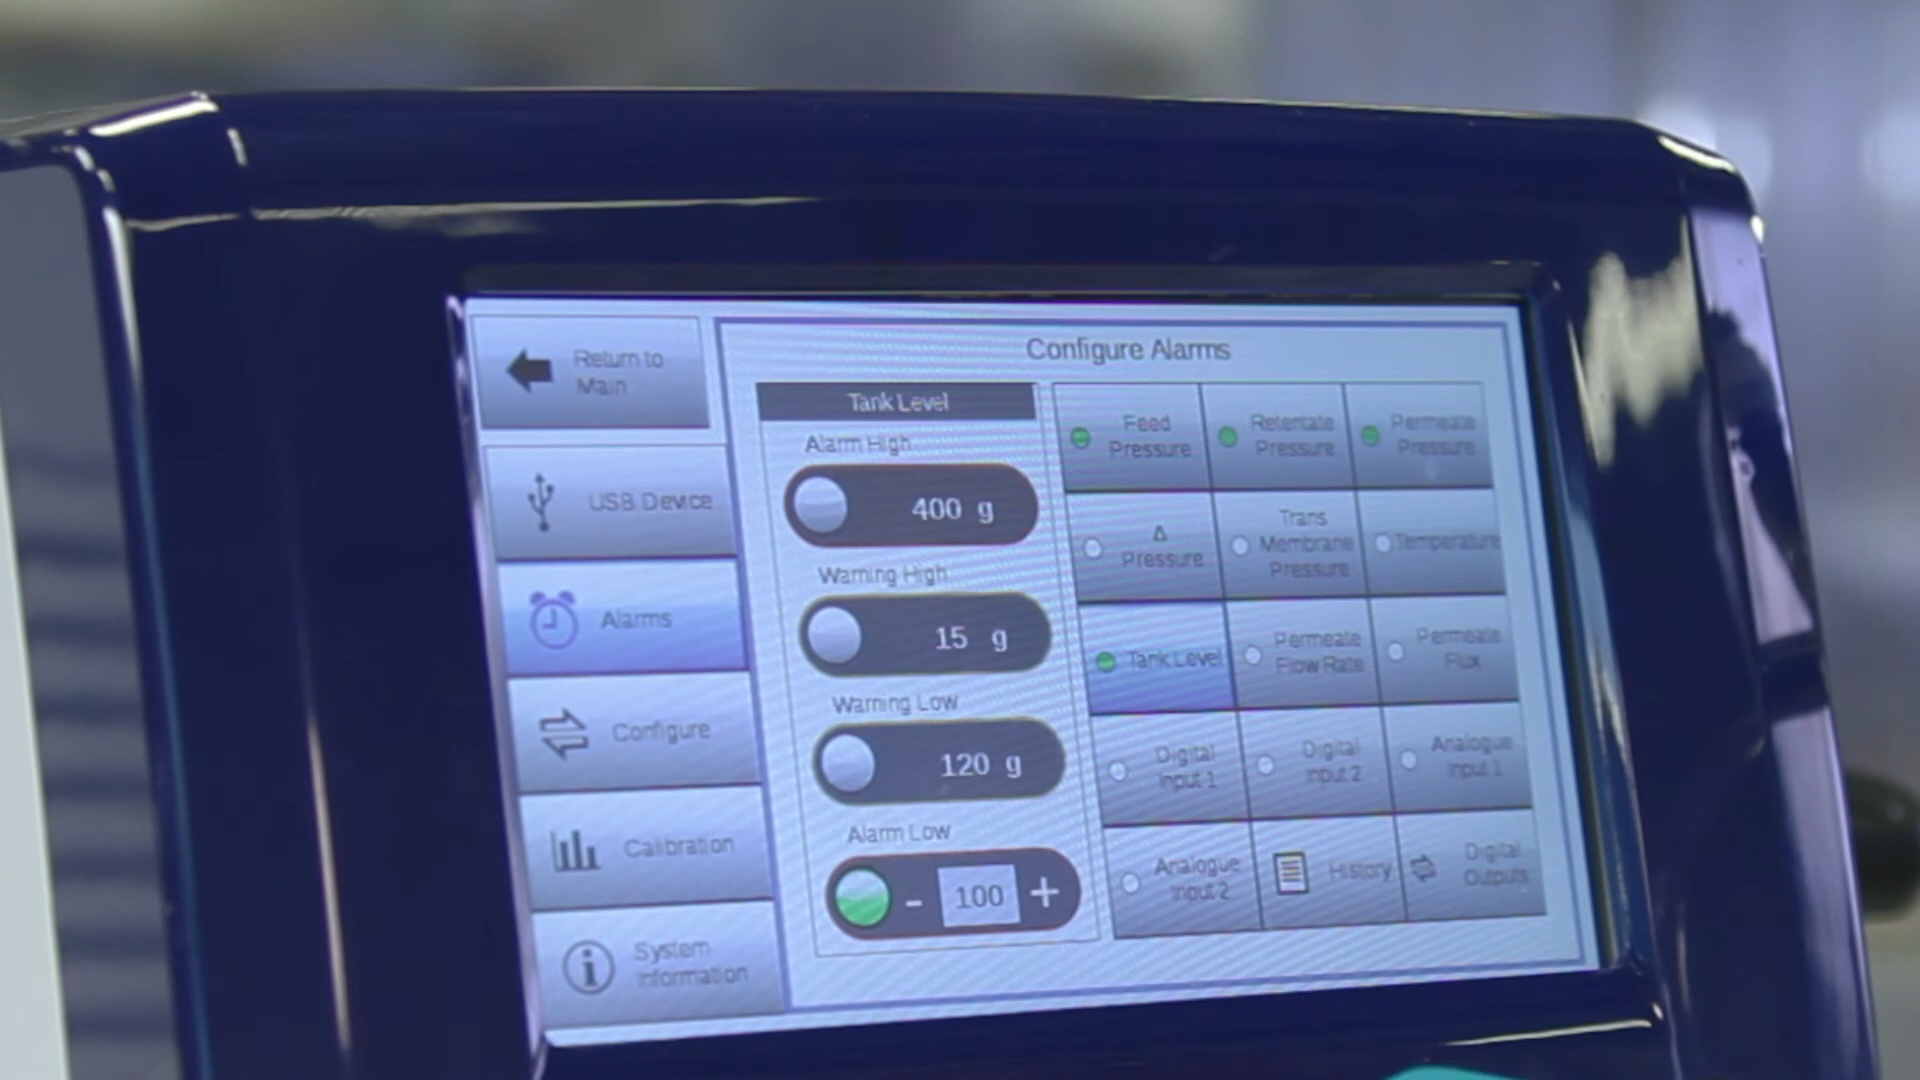 Configure Alarms
Return to
Main
USB Device
Alarms
Configure
Calibration
System
Information
Tank Level
Alarm High
400 g
Warning High
15 g
Warning Low
120 g
Alarm Low
- 100 +
Feed
Pressure
Retentate
Pressure
Permeate
Pressure
Δ
Pressure
Trans
Membrane
Pressure
Temperature
Tank Level
Permeate
Flow Rate
Permeate
Flux
Digital
Input 1
Digital
Input 2
Analogue
Input 1
Analogue
Input 2
History
Digital
Outputs